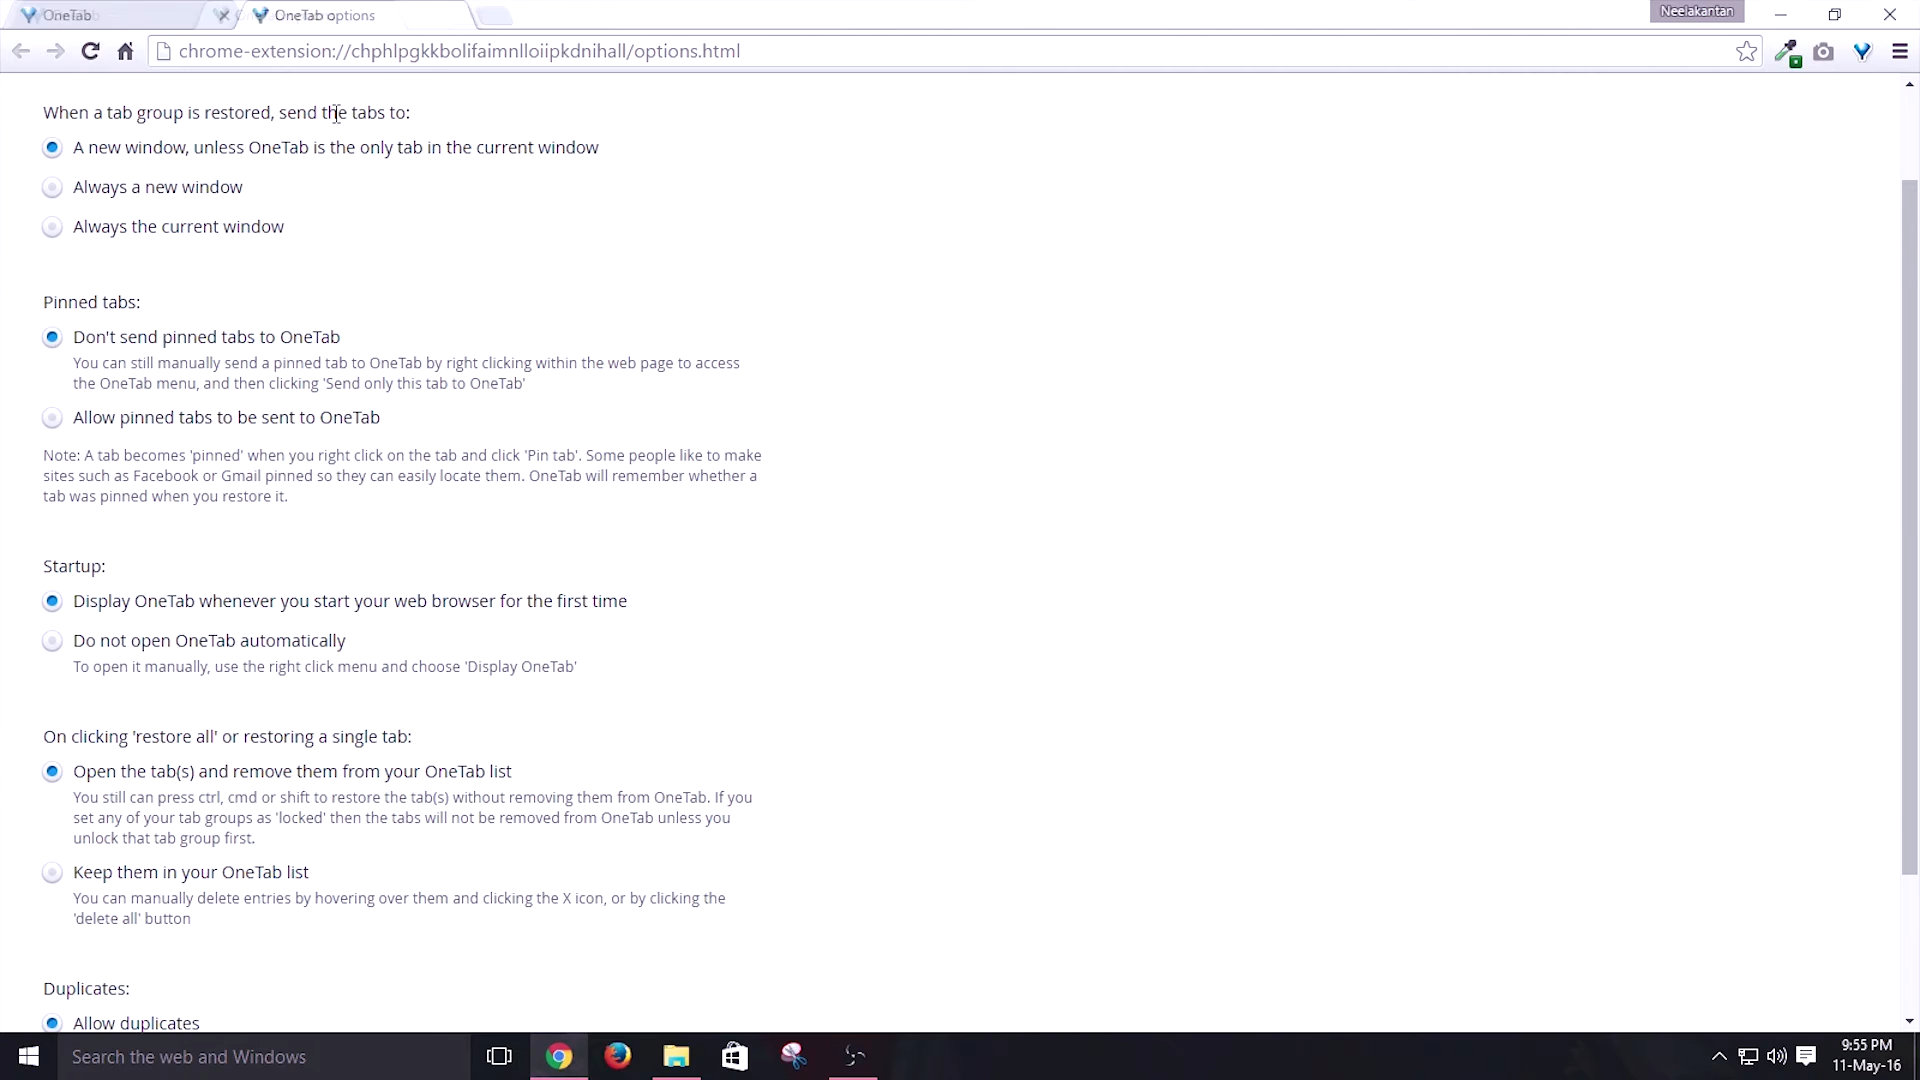 OneTab
OneTab options
Neelakantan
chrome-extension://chphlpgkkbolifaimnlloiipkdnihall/options.html
When a tab group is restored, send the tabs to:
A new window, unless OneTab is the only tab in the current window
Always a new window
Always the current window
Pinned tabs:
Don't send pinned tabs to OneTab
You can still manually send a pinned tab to OneTab by right clicking within the web page to access
the OneTab menu, and then clicking 'Send only this tab to OneTab'
Allow pinned tabs to be sent to OneTab
Note: A tab becomes 'pinned' when you right click on the tab and click 'Pin tab'. Some people like to make
sites such as Facebook or Gmail pinned so they can easily locate them. OneTab will remember whether a
tab was pinned when you restore it.
Startup:
Display OneTab whenever you start your web browser for the first time
Do not open OneTab automatically
To open it manually, use the right click menu and choose 'Display OneTab'
On clicking 'restore all' or restoring a single tab:
Open the tab(s) and remove them from your OneTab list
You still can press ctrl, cmd or shift to restore the tab(s) without removing them from OneTab. If you
set any of your tab groups as 'locked' then the tabs will not be removed from OneTab unless you
unlock that tab group first.
Keep them in your OneTab list
You can manually delete entries by hovering over them and clicking the X icon, or by clicking the
'delete all' button
Duplicates:
Allow duplicates
Search the web and Windows
9:55 PM
11-May-16